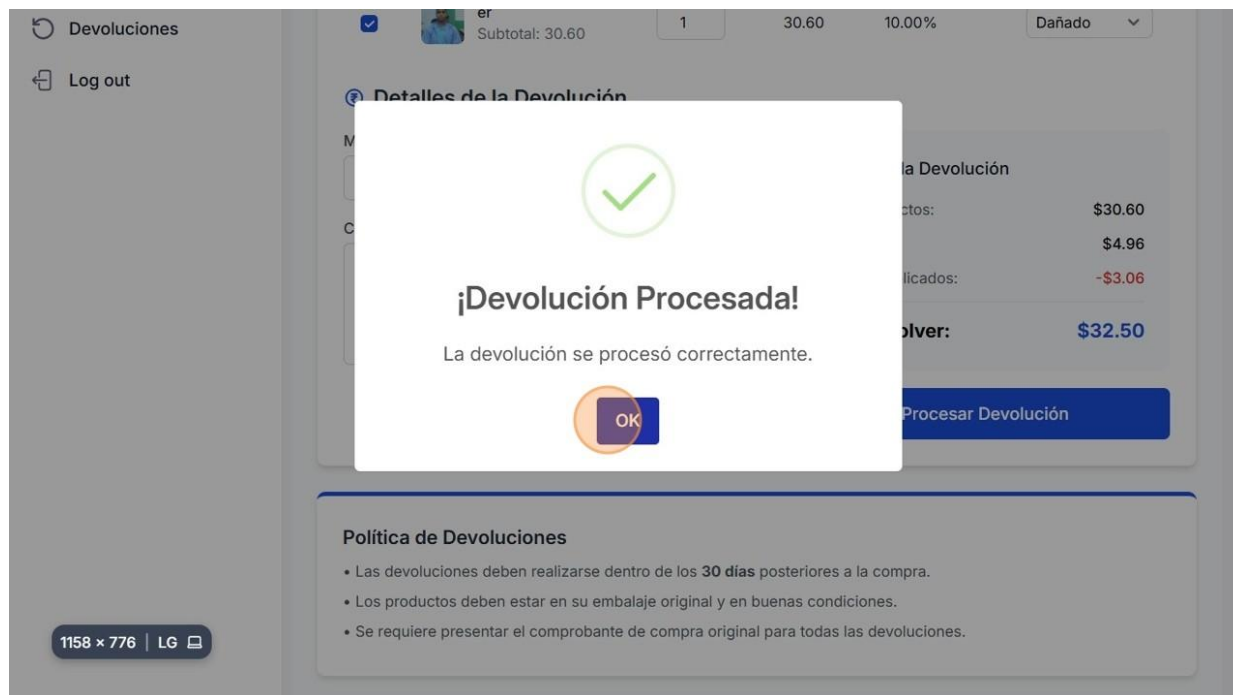 Devoluciones
Log out
er
Subtotal: 30.60
1
30.60
10.00%
Dañado
Detalles de la Devolución
M
C
la Devolución
ctos:
$30.60
$4.96
licados:
-$3.06
olver:
$32.50
Procesar Devolución
¡Devolución Procesada!
La devolución se procesó correctamente.
OK
Política de Devoluciones
• Las devoluciones deben realizarse dentro de los 30 días posteriores a la compra.
• Los productos deben estar en su embalaje original y en buenas condiciones.
• Se requiere presentar el comprobante de compra original para todas las devoluciones.
1158 × 776 | LG